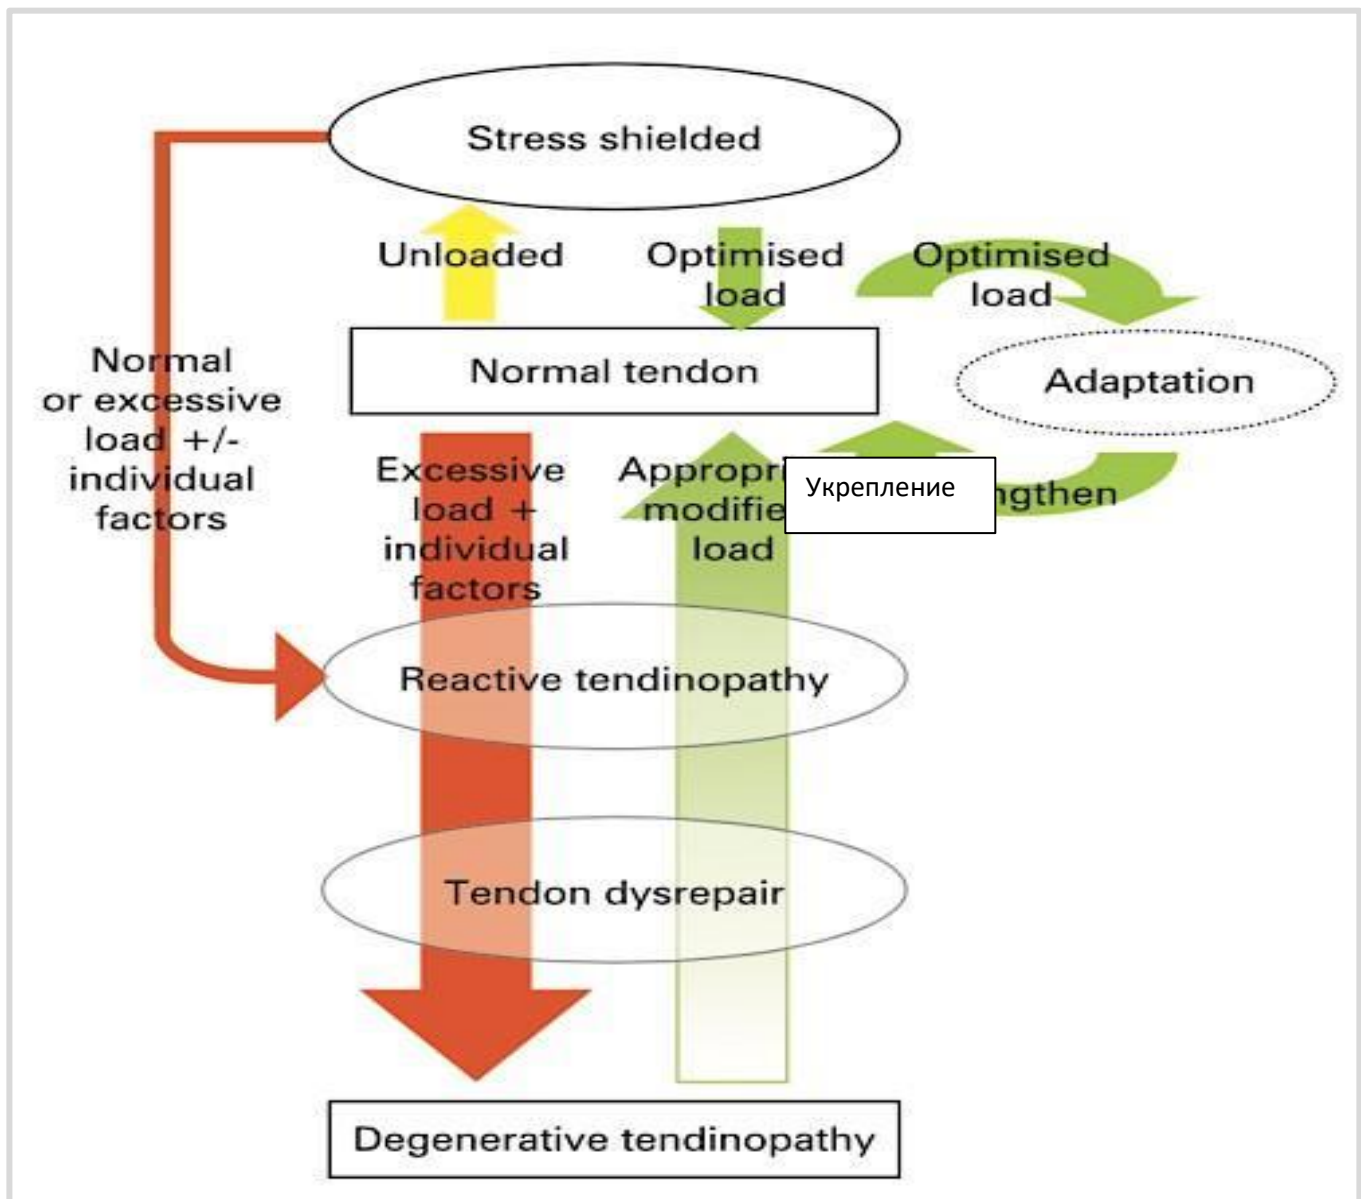 Stress shielded
Unloaded
Optimised
load
Optimised
load
Normal
or excessive
load +/-
individual
factors
Normal tendon
Adaptation
Excessive
load +
individual
factors
modifie
load
Укрепление
Reactive tendinopathy
Tendon dysrepair
Degenerative tendinopathy